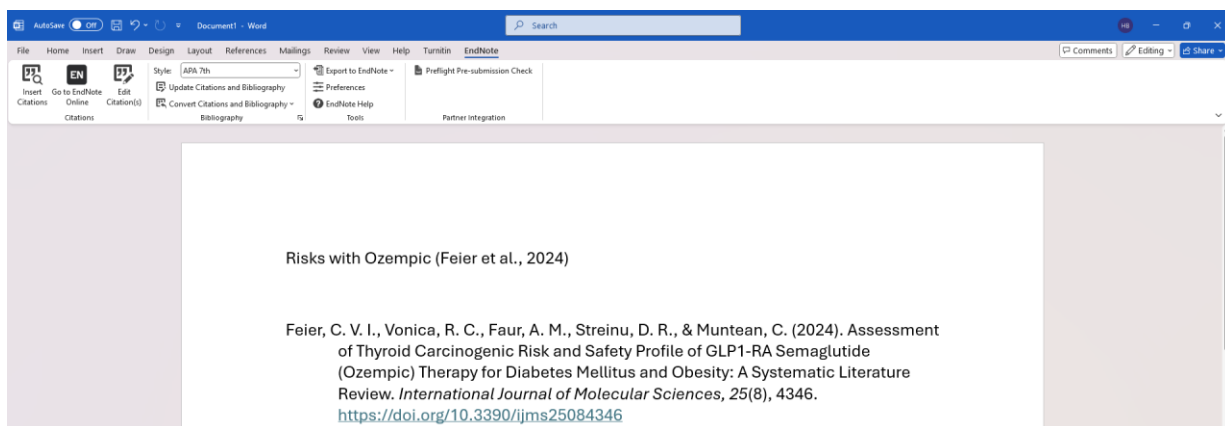 AutoSave Off Document1 - Word Search HB
File Home Insert Draw Design Layout References Mailings Review View Help Turnitin EndNote Comments Editing Share
Insert Citations
Go to EndNote Online
Edit Citation(s)
Citations
Style: APA 7th
Update Citations and Bibliography
Convert Citations and Bibliography
Bibliography
Export to EndNote
Preferences
EndNote Help
Tools
Preflight Pre-submission Check
Partner Integration
EN
Risks with Ozempic (Feier et al., 2024)
Feier, C. V. I., Vonica, R. C., Faur, A. M., Streinu, D. R., & Muntean, C. (2024). Assessment
of Thyroid Carcinogenic Risk and Safety Profile of GLP1-RA Semaglutide
(Ozempic) Therapy for Diabetes Mellitus and Obesity: A Systematic Literature
Review. International Journal of Molecular Sciences, 25(8), 4346.
https://doi.org/10.3390/ijms25084346